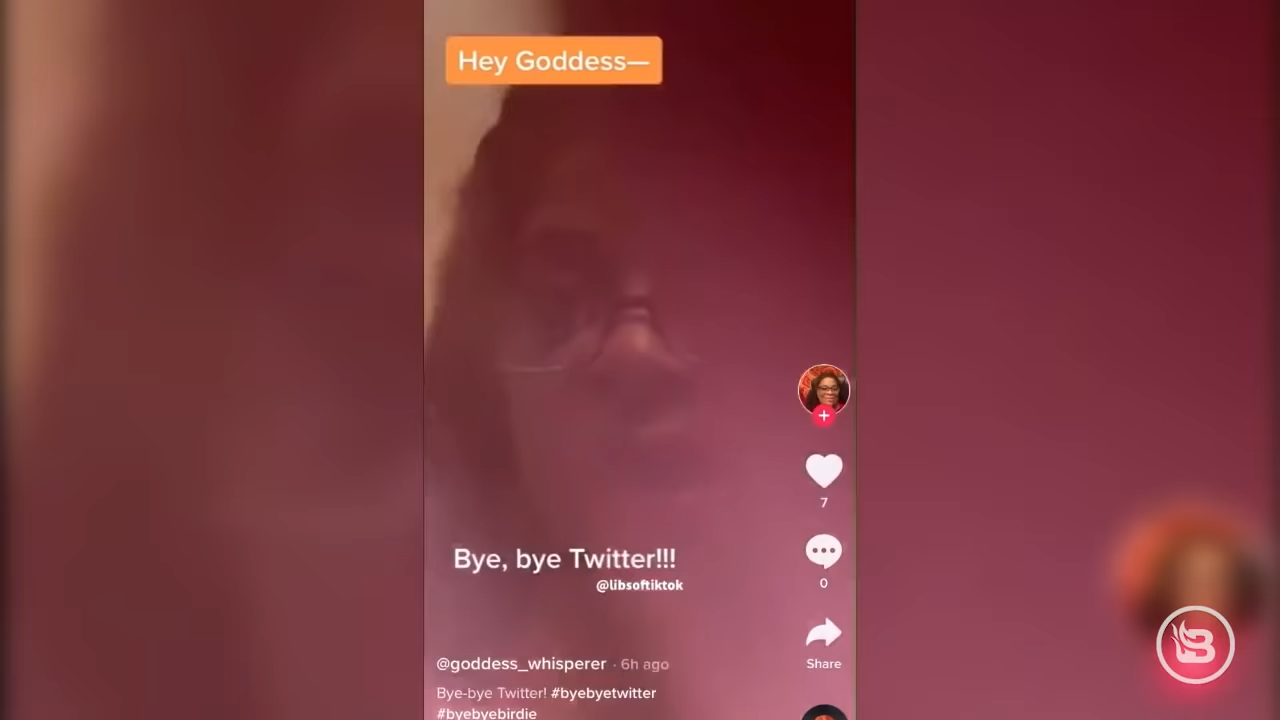 Hey Goddess—
7
Bye, bye Twitter!!!
@libsoftiktok
0
Share
@goddess_whisperer · 6h ago
Bye-bye Twitter! #byebyetwitter
#byebyebirdie
B